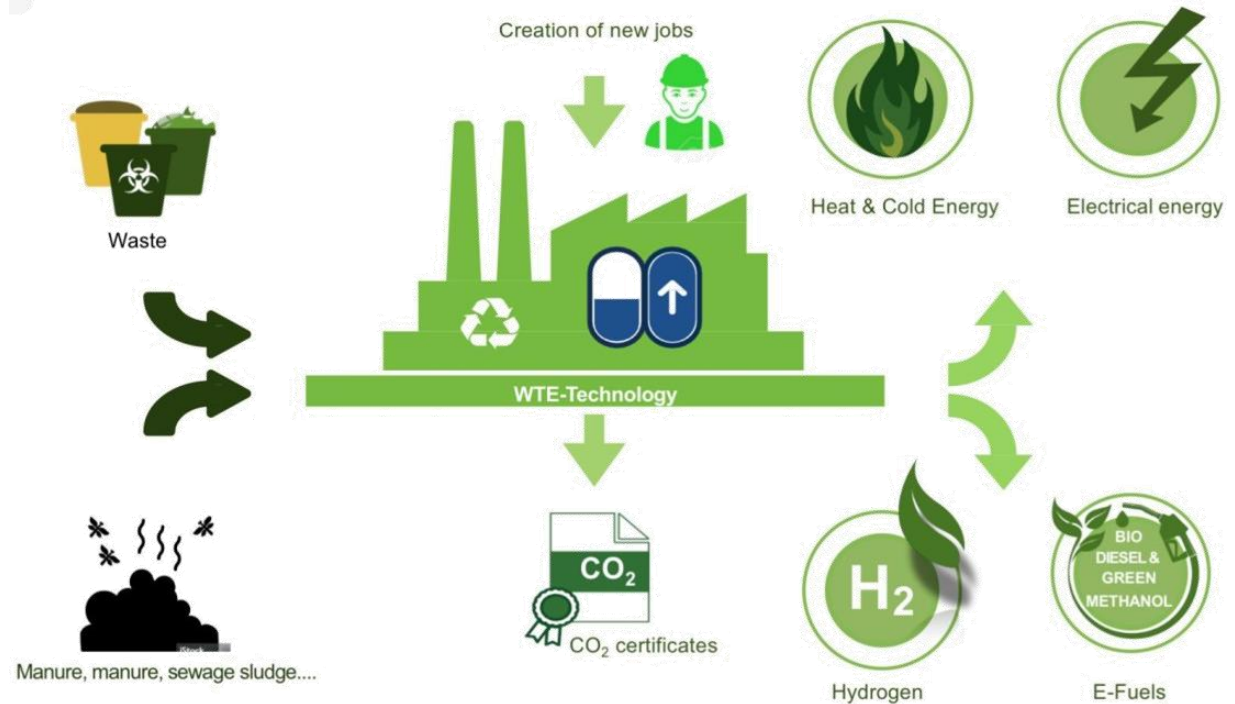 Creation of new jobs
Waste
Heat & Cold Energy
Electrical energy
WTE-Technology
CO₂
CO₂ certificates
iStock
Manure, manure, sewage sludge....
H₂
Hydrogen
BIO
DIESEL &
GREEN
METHANOL
E-Fuels